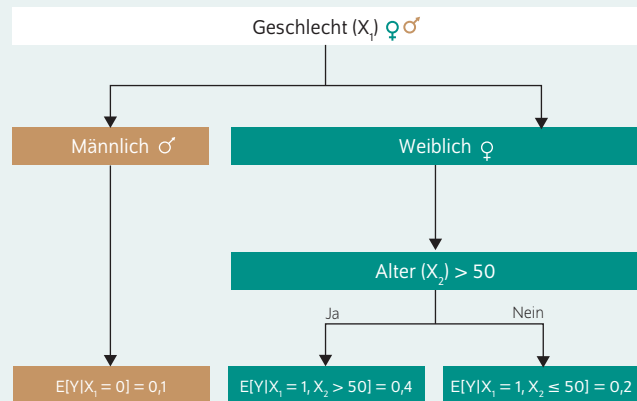 Geschlecht (X₁) ♀♂
Männlich ♂
Weiblich ♀
Alter (X₂) > 50
Ja
Nein
E[Y|X₁ = 0] = 0,1
E[Y|X₁ = 1, X₂ > 50] = 0,4
E[Y|X₁ = 1, X₂ ≤ 50] = 0,2